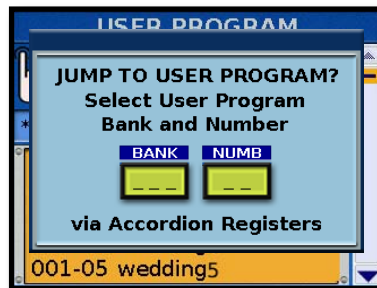 USER PROGRAM
JUMP TO USER PROGRAM?
Select User Program
Bank and Number
BANK NUMB
_ _ _ _ _
via Accordion Registers
001-05 wedding5